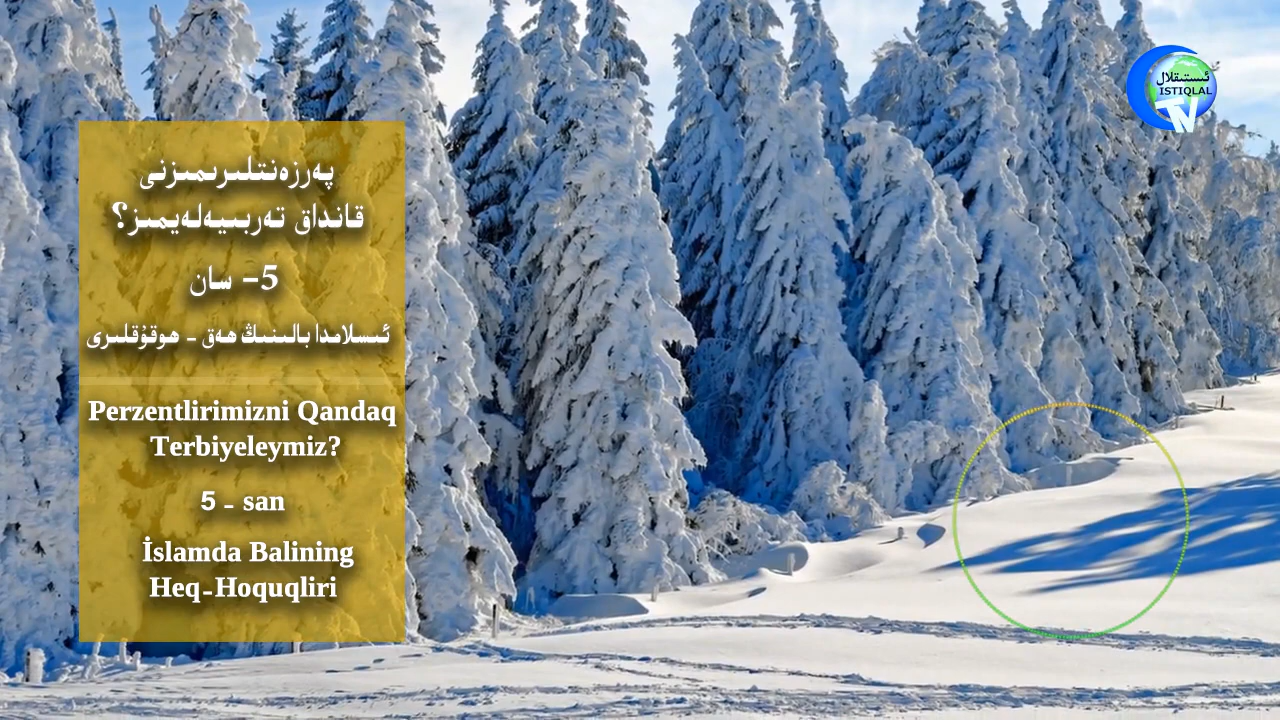 پەرزەنتلىرىمىزنى
قانداق تەربىيەلەيمىز؟
5- سان
ئىسلامدا بالىنىڭ ھەق - ھوقۇقلىرى
Perzentlirimizni Qandaq
Terbiyeleymiz?
5 - san
İslamda Balining
Heq-Hoquqliri
ئىستىقلال
ISTIQLAL
TV